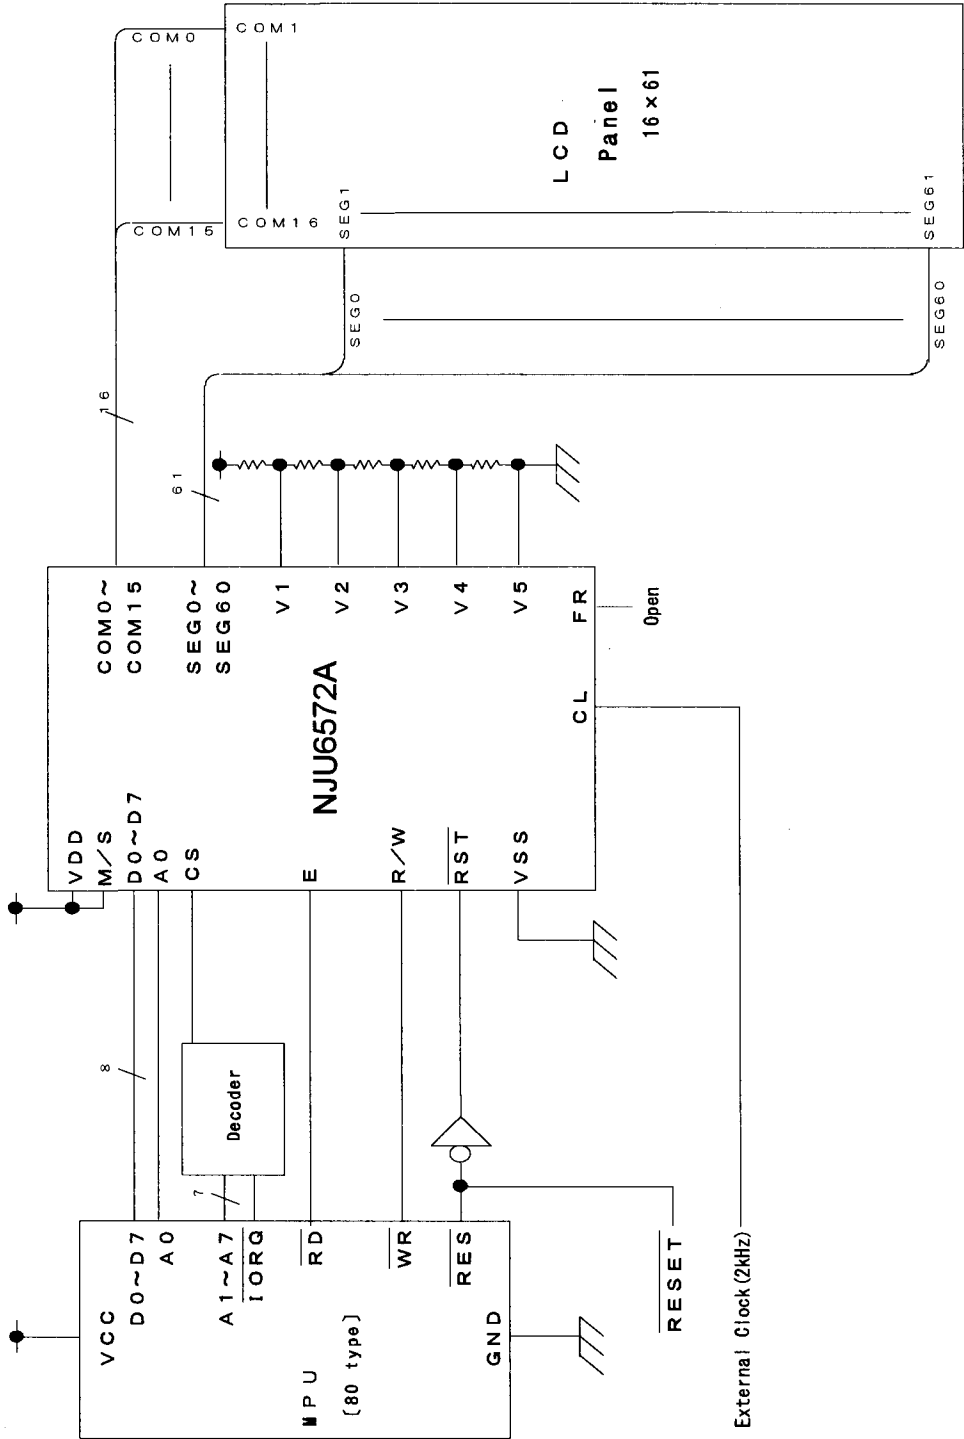 VCC
D0~D7
A0
A1~A7
IORQ
RD
WR
RES
GND
MPU
[80 type]
8
7
Decoder
RESET
External Clock(2kHz)
VDD
M/S
D0~D7
A0
CS
E
R/W
RST
VSS
NJU6572A
COM0~
COM15
SEG0~
SEG60
V1
V2
V3
V4
V5
FR
CL
Open
16
61
COM0
COM15
COM1
COM16
SEG0
SEG60
SEG1
SEG61
LCD
Panel
16×61